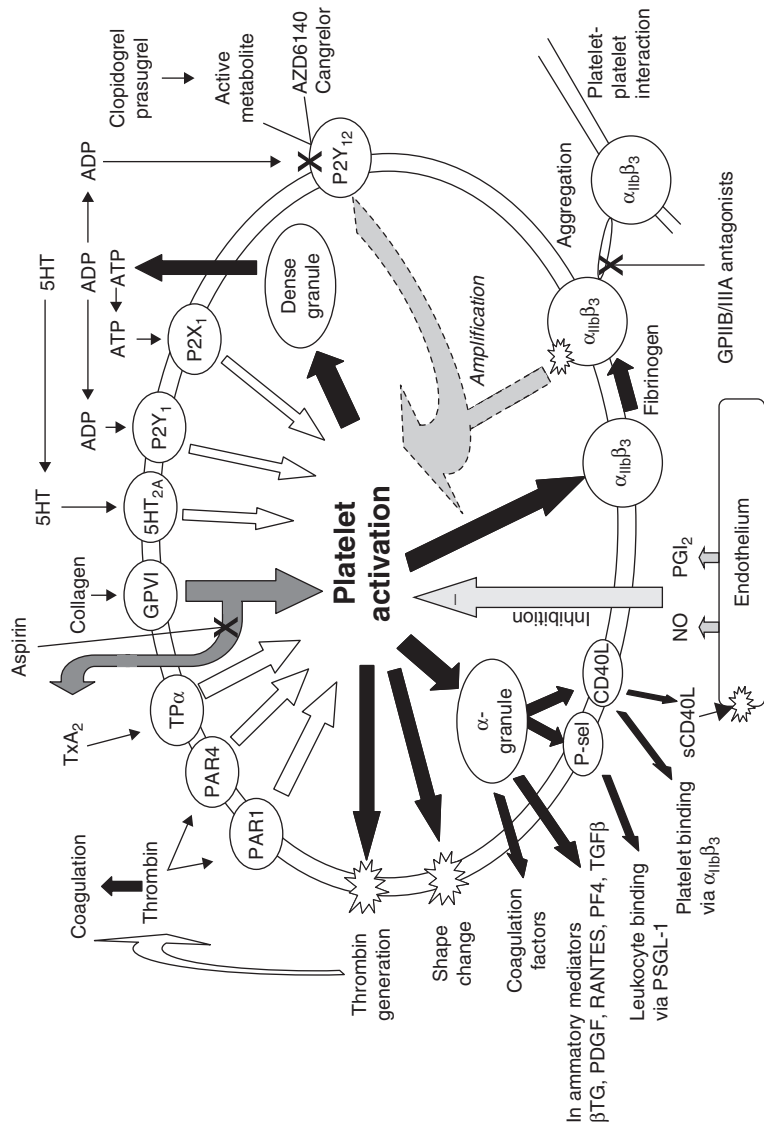 Clopidogrel
prasugrel
Active
metabolite
AZD6140
Cangrelor
ADP
P2Y12
5HT
ADP
ATP
ATP
P2X1
Dense
granule
ADP
P2Y1
5HT
5HT2A
Collagen
GPVI
Aspirin
TxA2
TPα
PAR4
PAR1
Coagulation
Thrombin
Platelet
activation
Amplification
Aggregation
Platelet-
platelet
interaction
αIIbβ3
αIIbβ3
GPIIB/IIIA antagonists
Fibrinogen
αIIbβ3
–
Inhibition
NO
PGI2
Endothelium
α-
granule
P-sel
CD40L
sCD40L
Platelet binding
via αIIbβ3
Leukocyte binding
via PSGL-1
In ammatory mediators
βTG, PDGF, RANTES, PF4, TGFβ
Coagulation
factors
Shape
change
Thrombin
generation